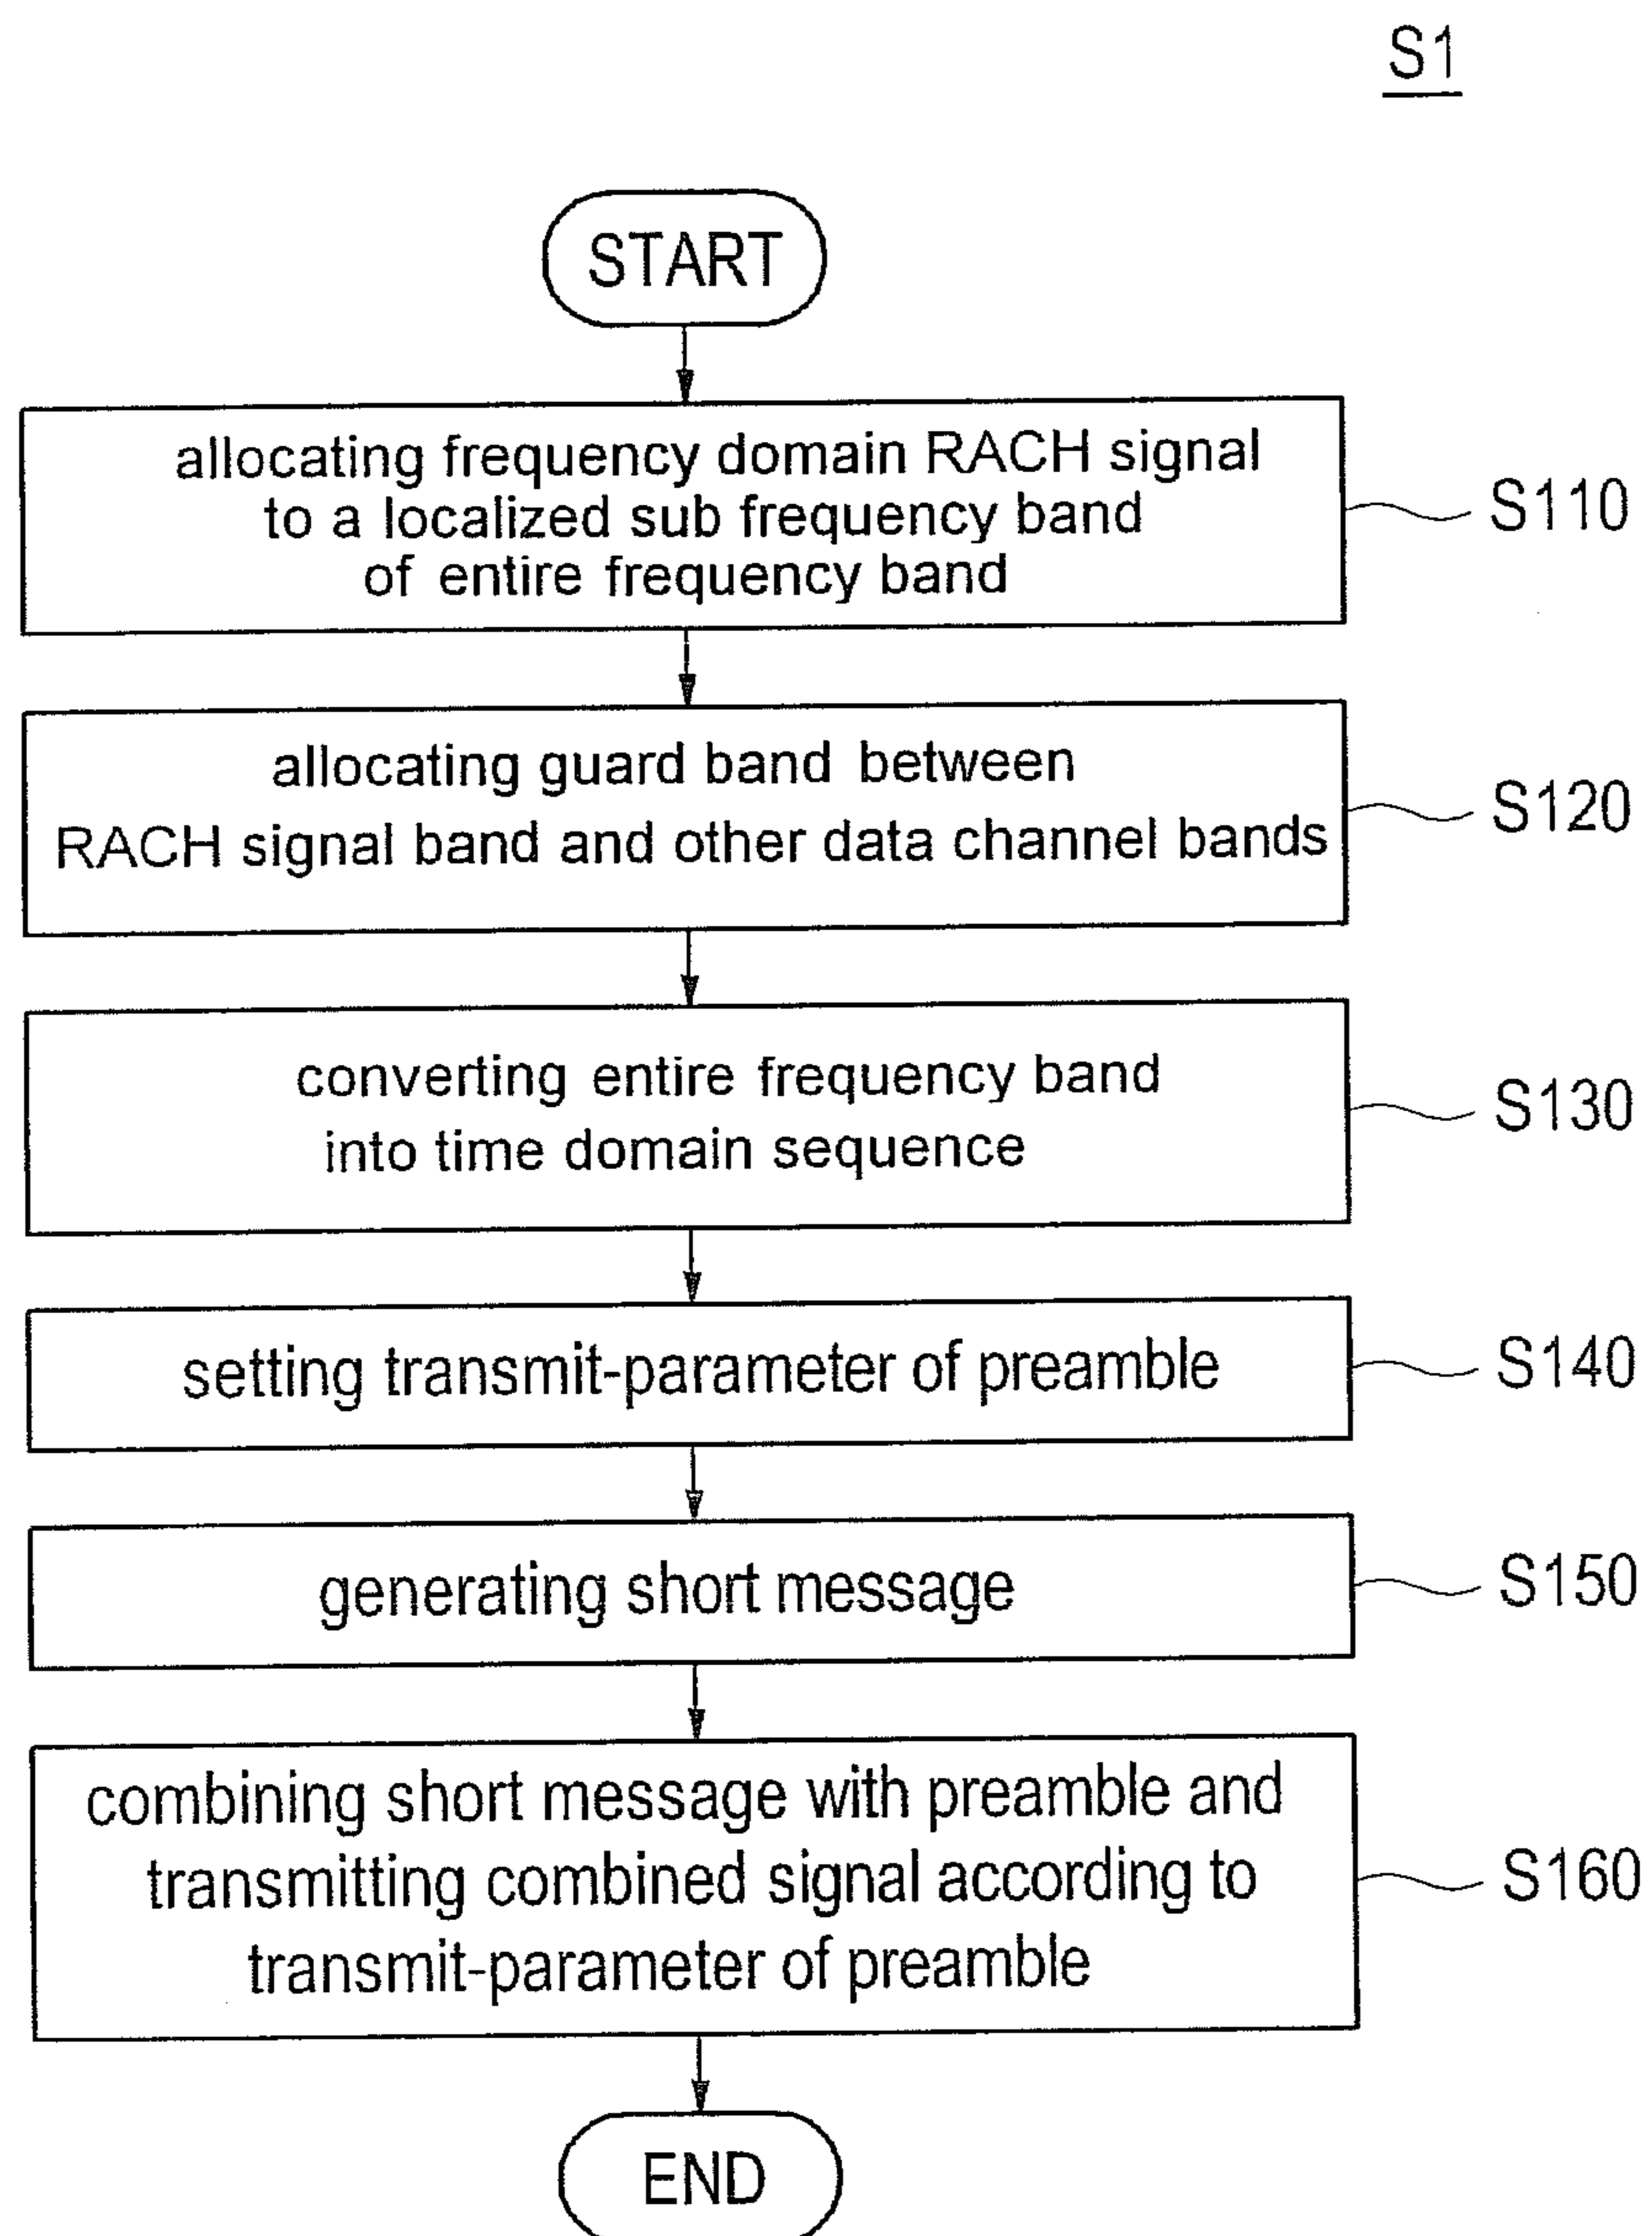 S1
START
allocating frequency domain RACH signal
to a localized sub frequency band
of entire frequency band
S110
allocating guard band between
RACH signal band and other data channel bands
S120
converting entire frequency band
into time domain sequence
S130
setting transmit-parameter of preamble
S140
generating short message
S150
combining short message with preamble and
transmitting combined signal according to
transmit-parameter of preamble
S160
END